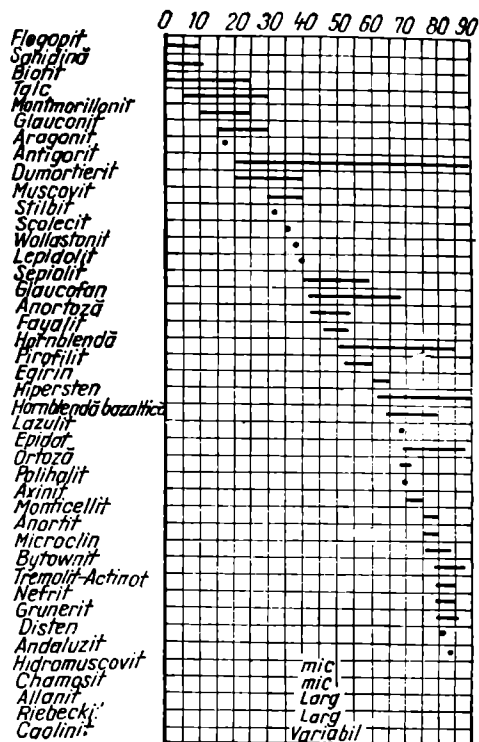 0 10 20 30 40 50 60 70 80 90
Flogopit
Sanidină
Biotit
Talc
Montmorillonit
Glauconit
Aragonit
Antigorit
Dumortierit
Muscovit
Stilbit
Scolecit
Wollastonit
Lepidolit
Sepiolit
Glaucofan
Anortoză
Fayalit
Hornblendă
Pirofilit
Egirin
Hipersten
Hornblendă bazaltică
Lazulit
Epidot
Ortoză
Polihalit
Axinit
Monticellit
Anortit
Microclin
Bytownit
Tremolit-Actinot
Nefrit
Grunerit
Disten
Andaluzit
Hidromuscovit mic
Chamosit mic
Allanit Larg
Riebeckit Larg
Caolinit Variabil